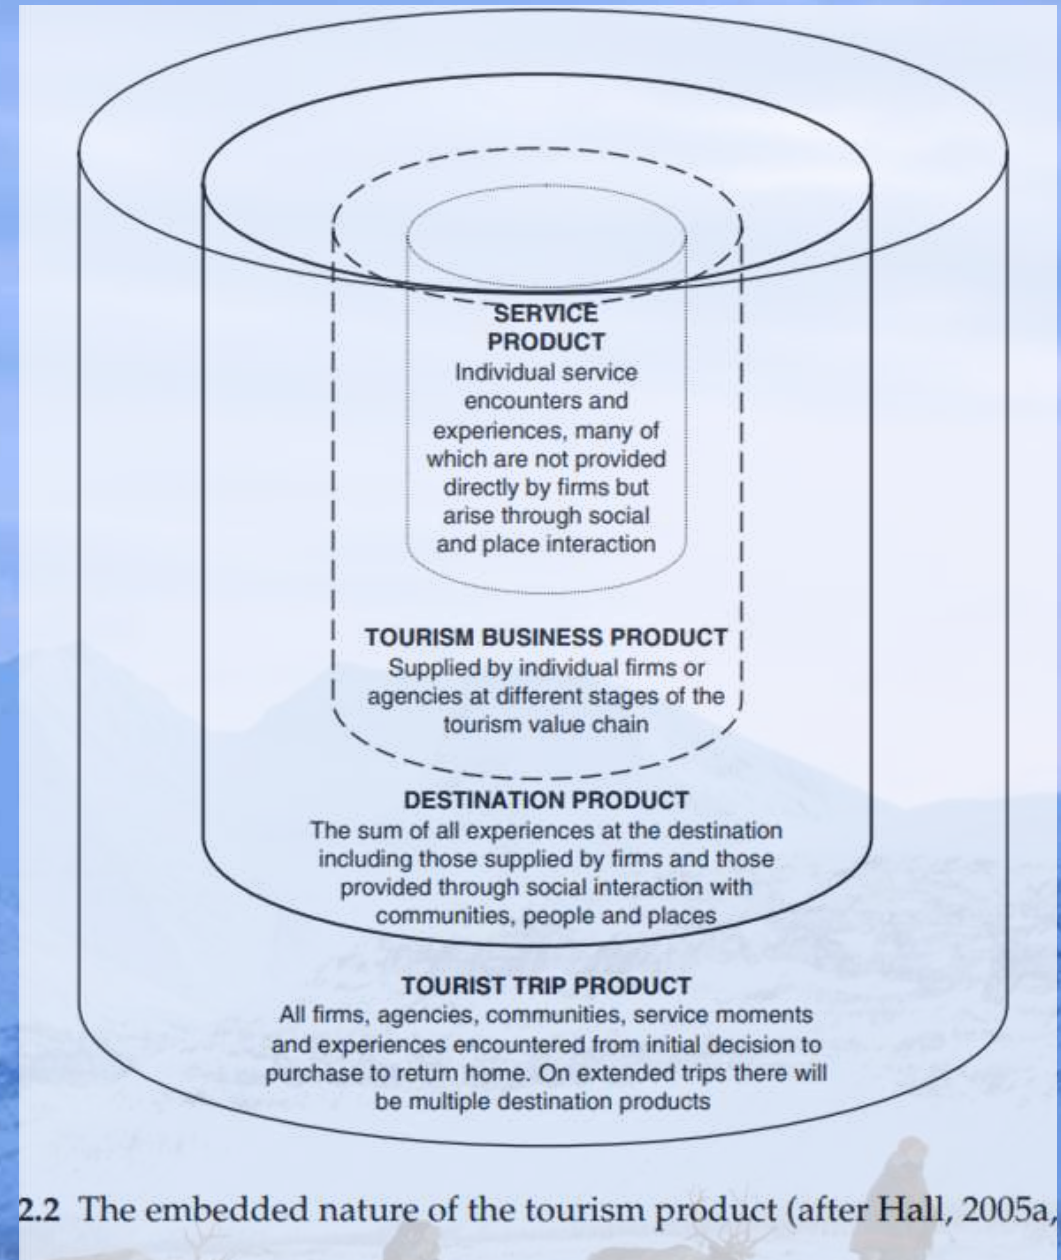 SERVICE
PRODUCT
Individual service
encounters and
experiences, many of
which are not provided
directly by firms but
arise through social
and place interaction
TOURISM BUSINESS PRODUCT
Supplied by individual firms or
agencies at different stages of the
tourism value chain
DESTINATION PRODUCT
The sum of all experiences at the destination
including those supplied by firms and those
provided through social interaction with
communities, people and places
TOURIST TRIP PRODUCT
All firms, agencies, communities, service moments
and experiences encountered from initial decision to
purchase to return home. On extended trips there will
be multiple destination products
2.2 The embedded nature of the tourism product (after Hall, 2005a,